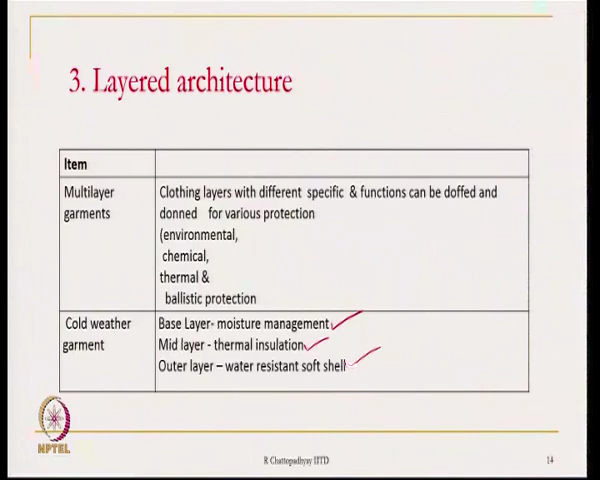 3. Layered architecture
Item
Multilayer
garments
Clothing layers with different specific & functions can be doffed and
donned for various protection
(environmental,
chemical,
thermal &
ballistic protection
Cold weather
garment
Base Layer- moisture management
Mid layer - thermal insulation
Outer layer – water resistant soft shell
NPTEL
R Chattopadhyay IITD
14